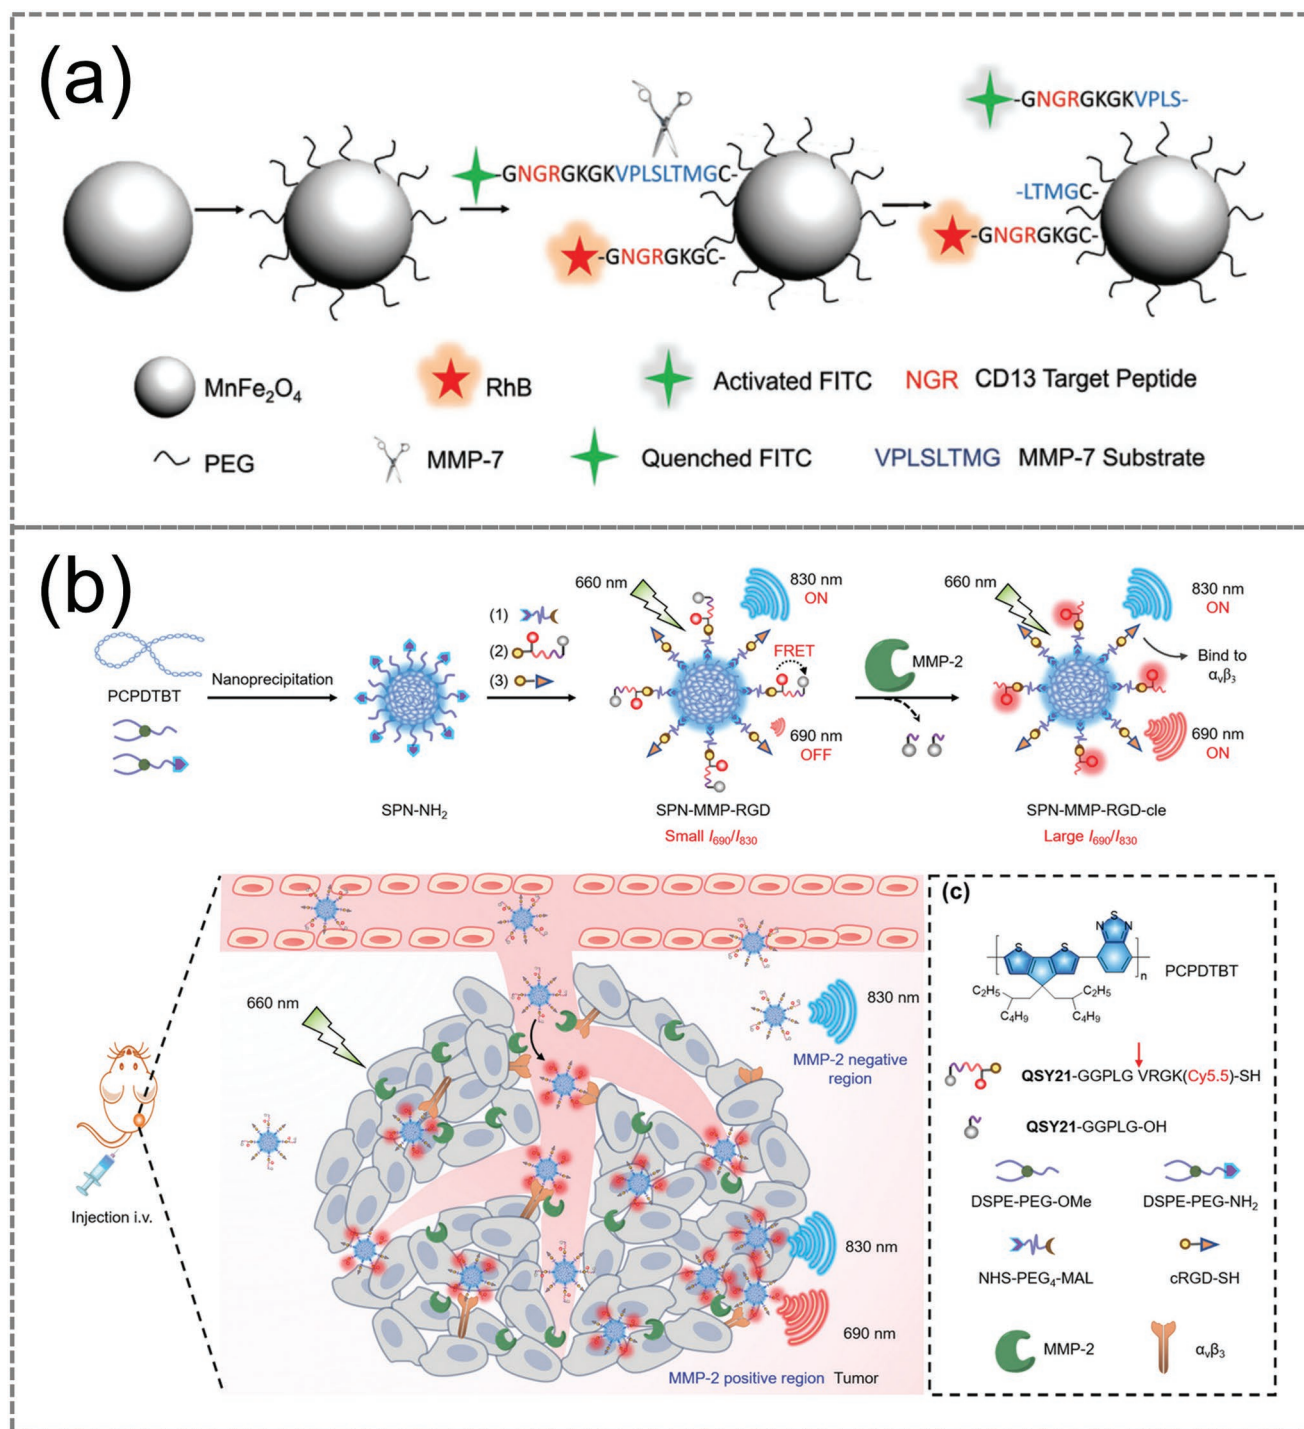 (a)
-GNGRGKGKVPLSLTMGC-
-GNGRGKGC-
-GNGRGKGKVPLS-
-LTMGC-
-GNGRGKGC-
MnFe2O4
RhB
Activated FITC
NGR CD13 Target Peptide
PEG
MMP-7
Quenched FITC
VPLSLTMG MMP-7 Substrate
(b)
PCPDTBT
Nanoprecipitation
SPN-NH2
(1)
(2)
(3)
660 nm
830 nm
ON
FRET
690 nm
OFF
SPN-MMP-RGD
Small I690/I830
MMP-2
660 nm
830 nm
ON
Bind to
αvβ3
690 nm
ON
SPN-MMP-RGD-cle
Large I690/I830
Injection i.v.
660 nm
830 nm
MMP-2 negative
region
830 nm
690 nm
MMP-2 positive region Tumor
(c)
S
N
N
S
S
n
PCPDTBT
C2H5
C2H5
C4H9
C4H9
QSY21-GGPLG VRGK(Cy5.5)-SH
QSY21-GGPLG-OH
DSPE-PEG-OMe
DSPE-PEG-NH2
NHS-PEG4-MAL
cRGD-SH
MMP-2
αvβ3